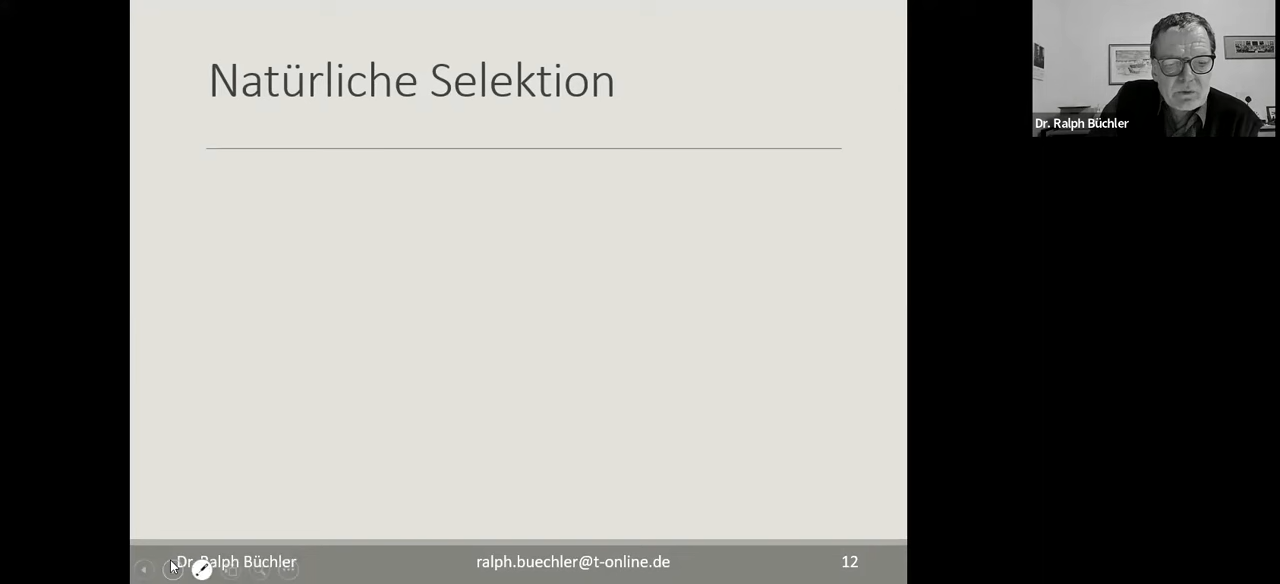 Natürliche Selektion
Dr. Ralph Büchler
Dr. Ralph Büchler
ralph.buechler@t-online.de
12